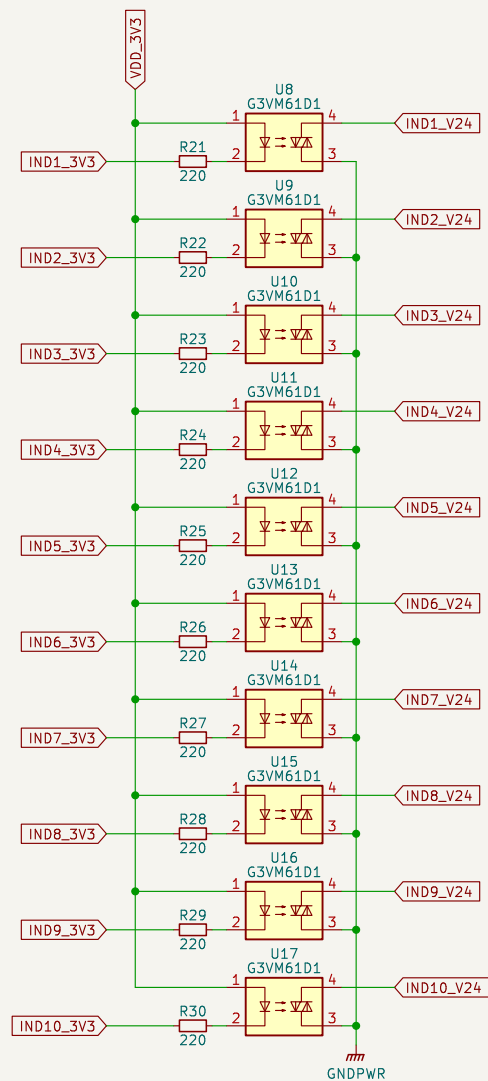 VDD_3V3
U8
G3VM61D1
1
4
IND1_V24
R21
IND1_3V3
2
3
220
U9
G3VM61D1
1
4
IND2_V24
R22
IND2_3V3
2
3
220
U10
G3VM61D1
1
4
IND3_V24
R23
IND3_3V3
2
3
220
U11
G3VM61D1
1
4
IND4_V24
R24
IND4_3V3
2
3
220
U12
G3VM61D1
1
4
IND5_V24
R25
IND5_3V3
2
3
220
U13
G3VM61D1
1
4
IND6_V24
R26
IND6_3V3
2
3
220
U14
G3VM61D1
1
4
IND7_V24
R27
IND7_3V3
2
3
220
U15
G3VM61D1
1
4
IND8_V24
R28
IND8_3V3
2
3
220
U16
G3VM61D1
1
4
IND9_V24
R29
IND9_3V3
2
3
220
U17
G3VM61D1
1
4
IND10_V24
R30
IND10_3V3
2
3
220
GNDPWR